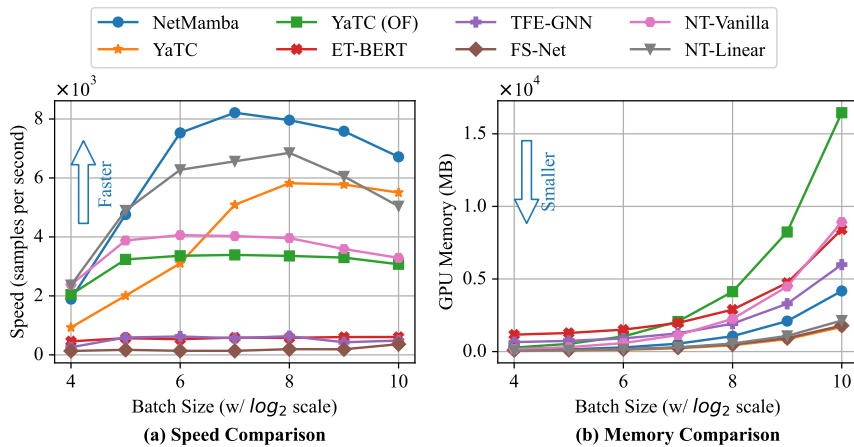 NetMamba YaTC (OF) TFE-GNN NT-Vanilla
YaTC ET-BERT FS-Net NT-Linear
×10³ ×10⁴
8
6
4
2
0
Speed (samples per second)
Faster
4 6 8 10
Batch Size (w/ log₂ scale)
(a) Speed Comparison
1.5
1.0
0.5
0.0
GPU Memory (MB)
Smaller
4 6 8 10
Batch Size (w/ log₂ scale)
(b) Memory Comparison